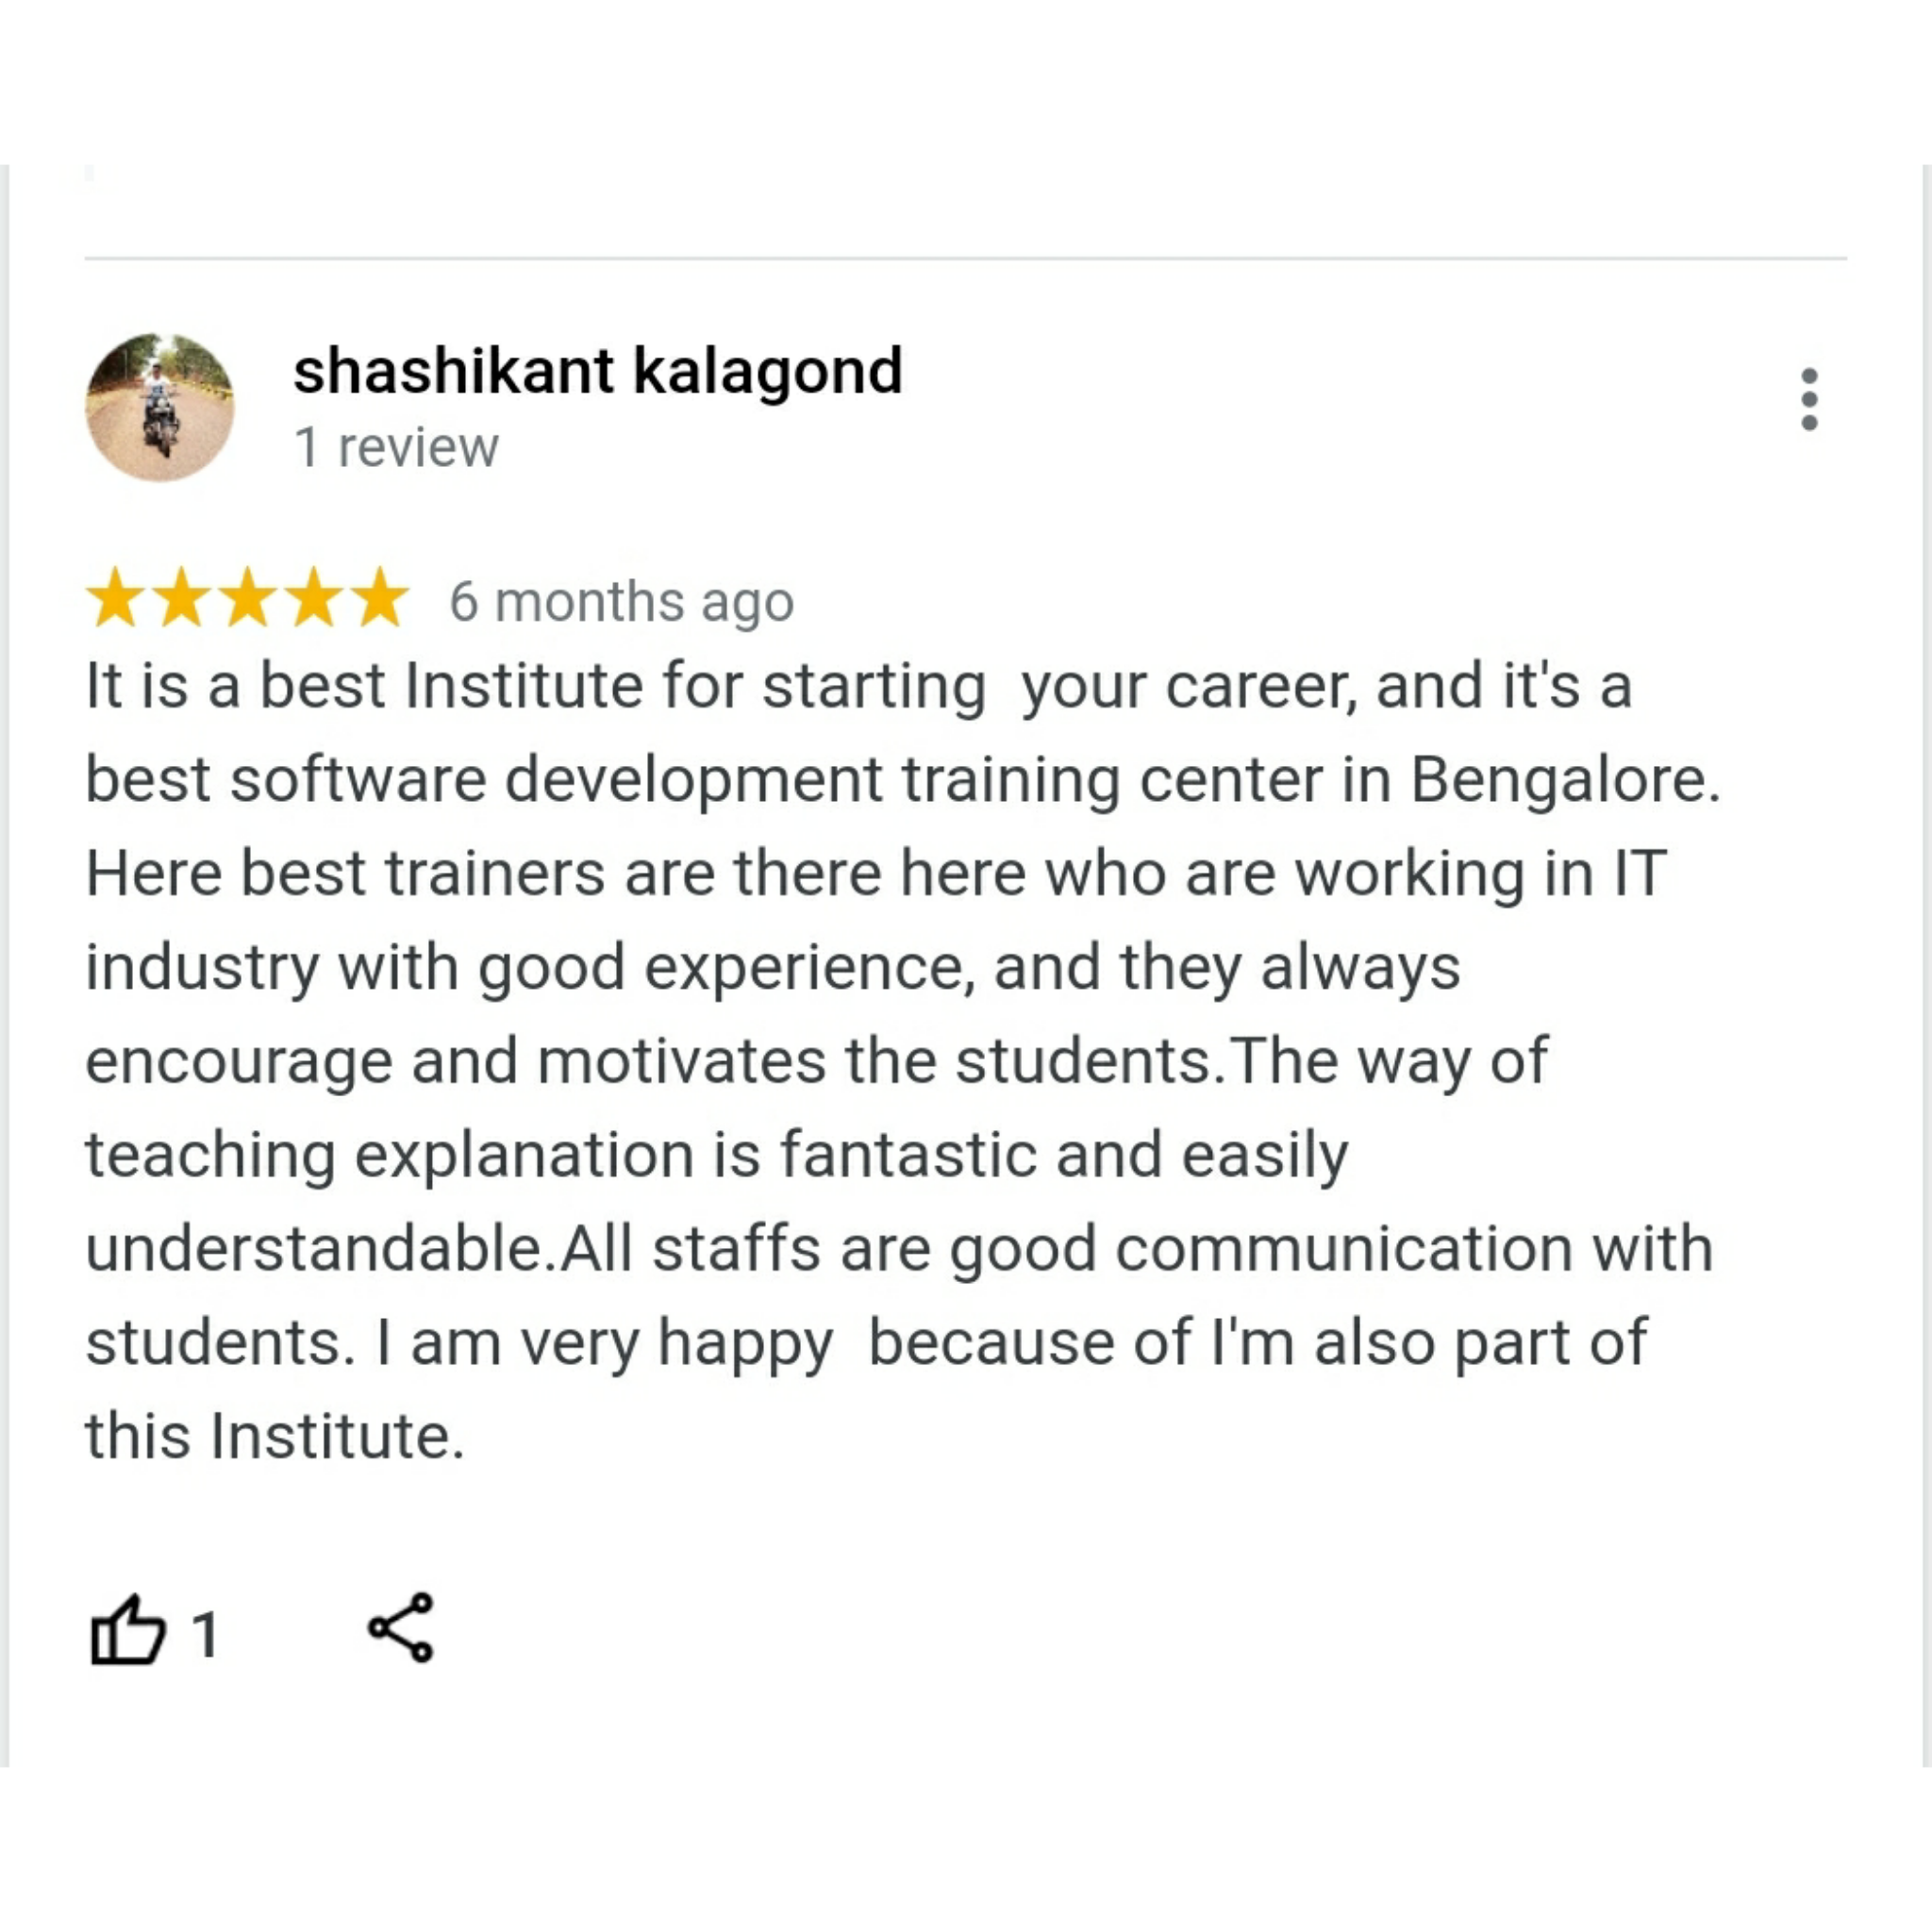 shashikant kalagond
1 review
6 months ago
It is a best Institute for starting  your career, and it's a
best software development training center in Bengalore.
Here best trainers are there here who are working in IT
industry with good experience, and they always
encourage and motivates the students.The way of
teaching explanation is fantastic and easily
understandable.All staffs are good communication with
students. I am very happy  because of I'm also part of
this Institute.
1